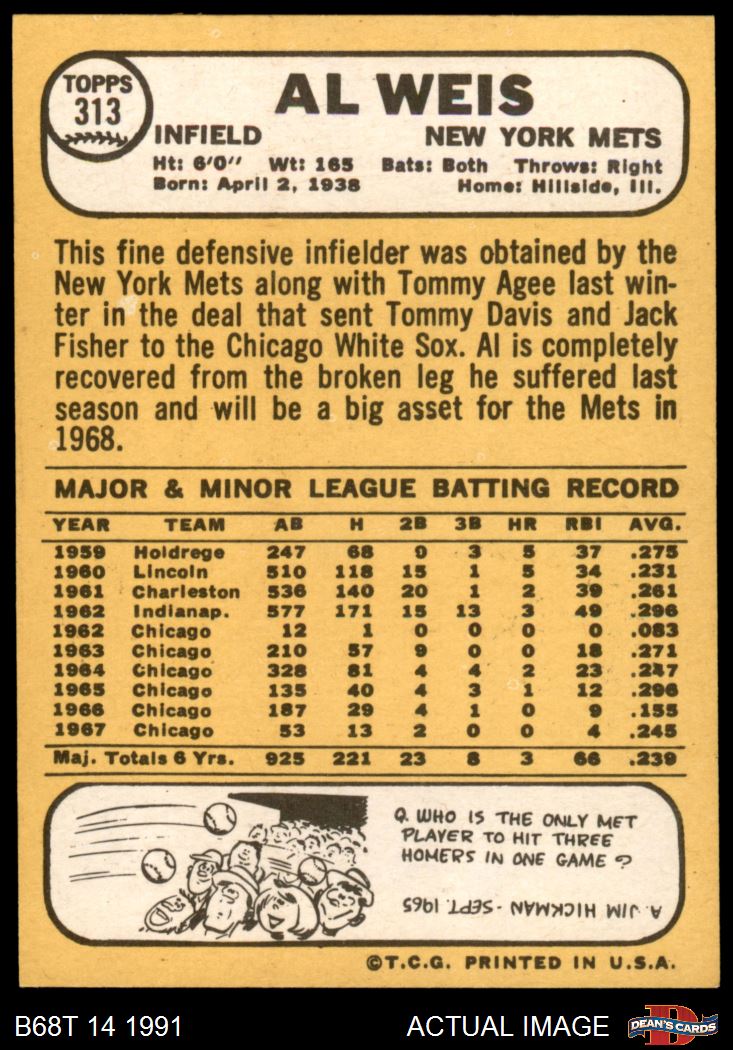 TOPPS
313
AL WEIS
INFIELD NEW YORK METS
Ht: 6'0" Wt: 165 Bats: Both Throws: Right
Born: April 2, 1938 Home: Hillside, Ill.
This fine defensive infielder was obtained by the
New York Mets along with Tommy Agee last win-
ter in the deal that sent Tommy Davis and Jack
Fisher to the Chicago White Sox. Al is completely
recovered from the broken leg he suffered last
season and will be a big asset for the Mets in
1968.
MAJOR & MINOR LEAGUE BATTING RECORD
YEAR TEAM AB H 2B 3B HR RBI AVG.
1959 Holdrege 247 68 9 3 5 37 .275
1960 Lincoln 510 118 15 1 5 34 .231
1961 Charleston 536 140 20 1 2 39 .261
1962 Indianap. 577 171 15 13 3 49 .296
1962 Chicago 12 1 0 0 0 0 .083
1963 Chicago 210 57 9 0 0 18 .271
1964 Chicago 328 81 4 4 2 23 .247
1965 Chicago 135 40 4 3 1 12 .296
1966 Chicago 187 29 4 1 0 9 .155
1967 Chicago 53 13 2 0 0 4 .245
Maj. Totals 6 Yrs. 925 221 23 8 3 66 .239
Q. WHO IS THE ONLY MET
PLAYER TO HIT THREE
HOMERS IN ONE GAME?
A. JIM HICKMAN - SEPT. 1965
©T.C.G. PRINTED IN U.S.A.
B68T 14 1991 ACTUAL IMAGE
D
DEAN'S CARDS